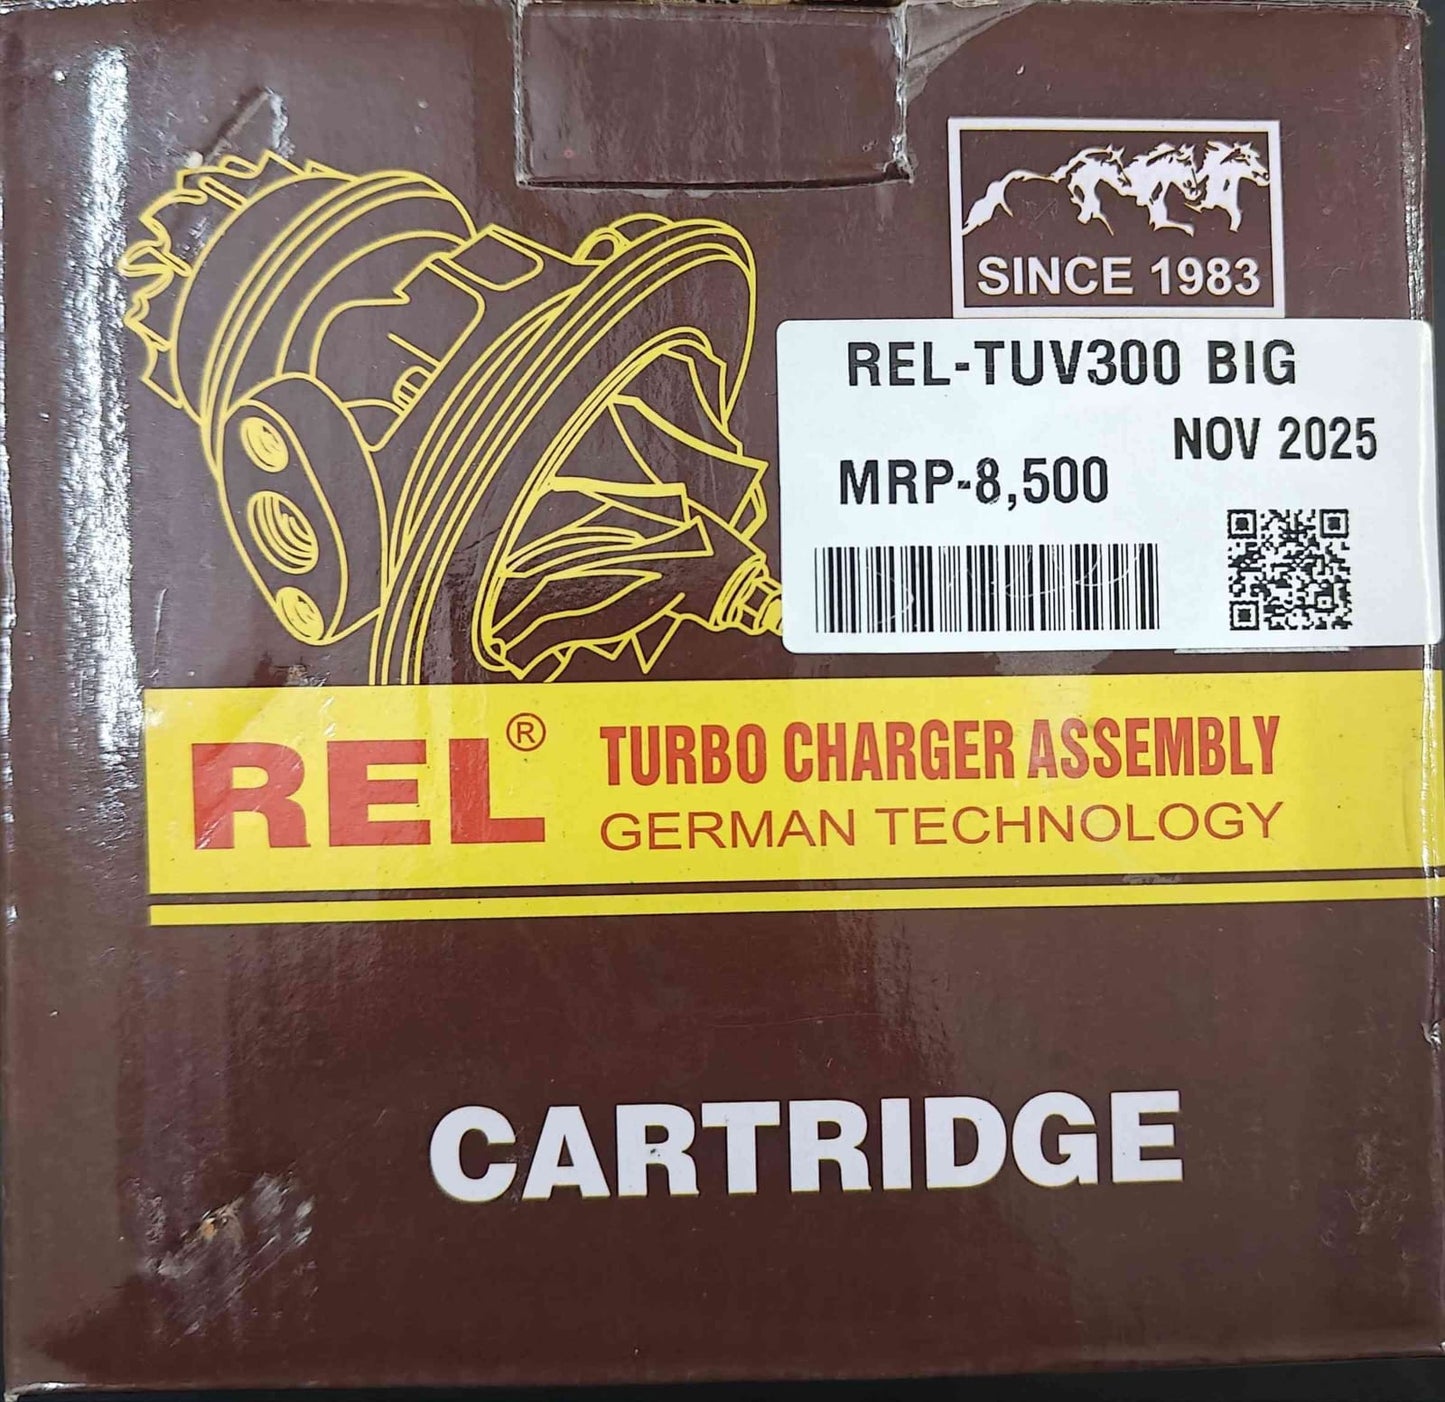 SINCE 1983
REL-TUV300 BIG
NOV 2025
MRP-8,500
REL®
TURBO CHARGER ASSEMBLY
GERMAN TECHNOLOGY
CARTRIDGE